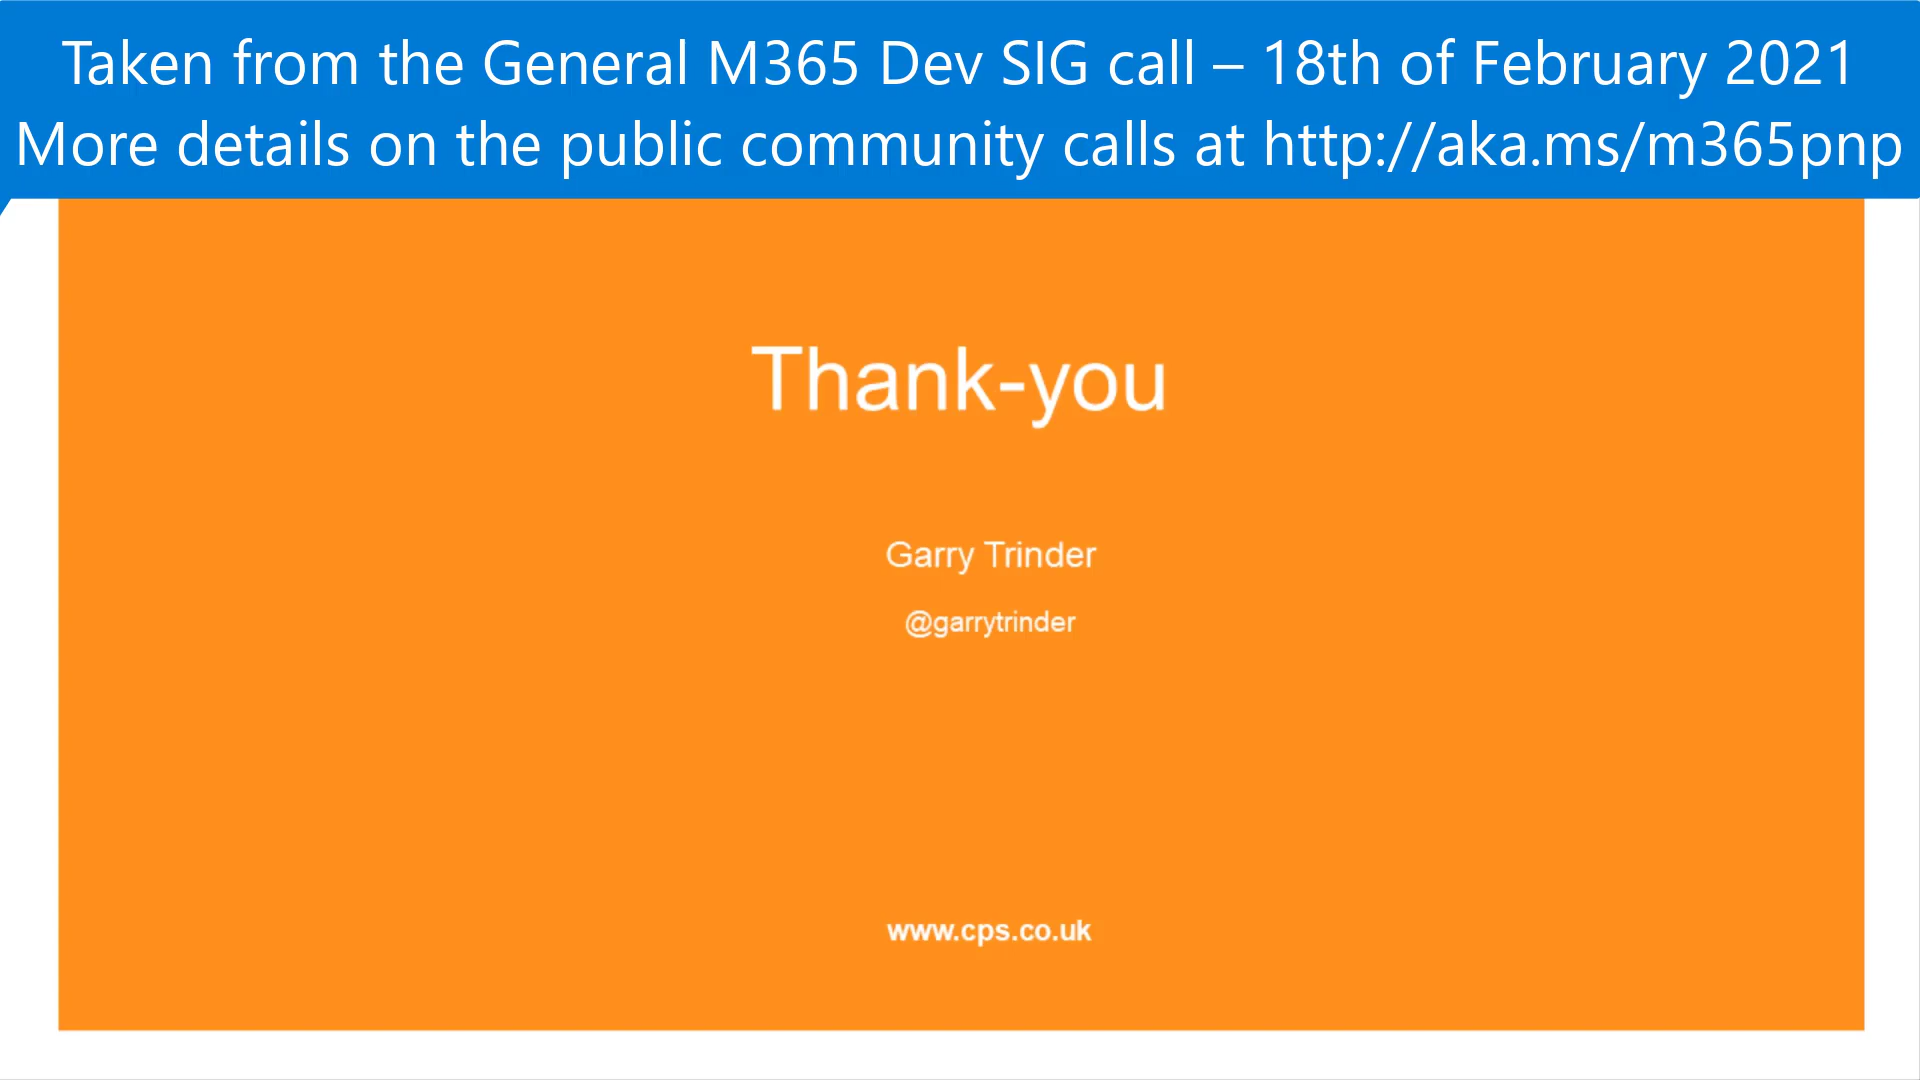 Taken from the General M365 Dev SIG call – 18th of February 2021
More details on the public community calls at http://aka.ms/m365pnp
Thank-you
Garry Trinder
@garrytrinder
www.cps.co.uk